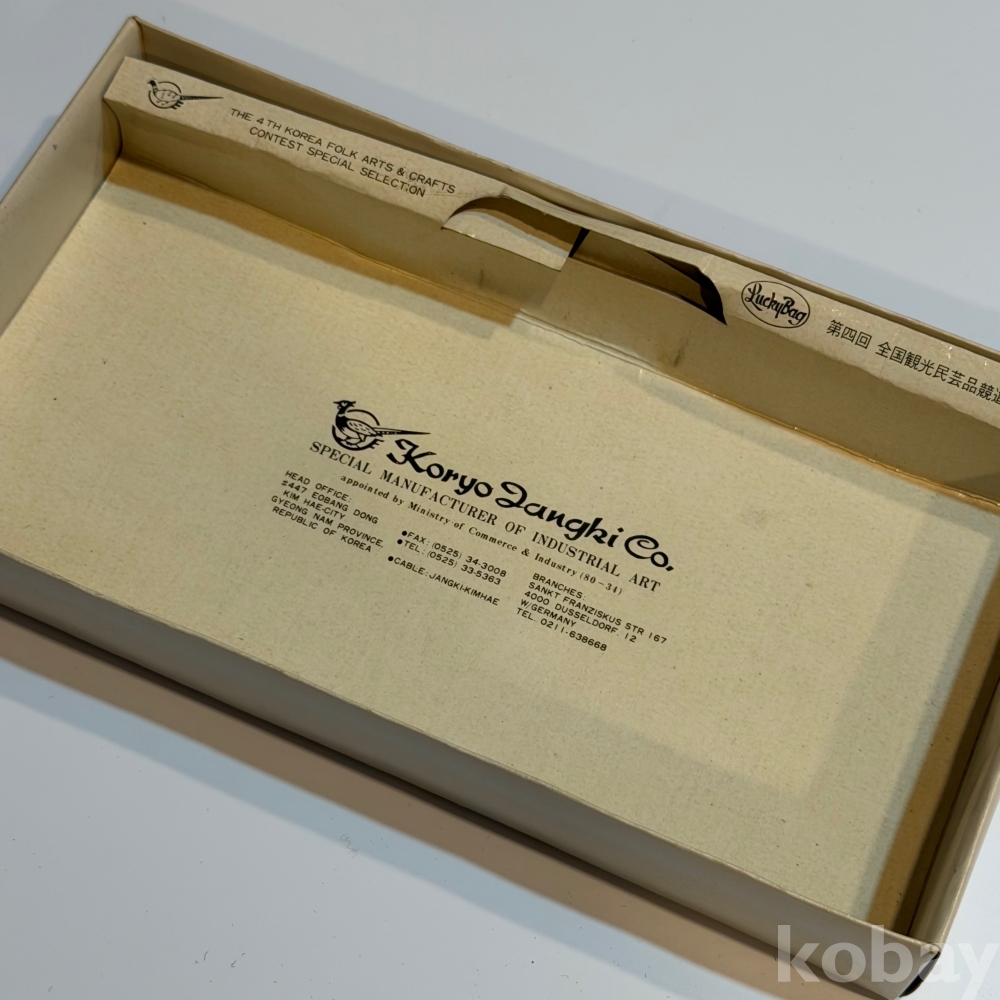 THE 4TH KOREA FOLK ARTS & CRAFTS
CONTEST SPECIAL SELECTION
LuckyBag
第四回 全国観光民芸品競選
Koryo Jangki Co.
SPECIAL MANUFACTURER OF INDUSTRIAL ART
appointed by Ministry of Commerce & Industry (80-34)
HEAD OFFICE:
#447 EOBANG DONG
KIM HAE-CITY
GYEONG NAM PROVINCE,
REPUBLIC OF KOREA
•FAX: (0525) 34-3008
•TEL: (0525) 33-5363
•CABLE: JANGKI-KIMHAE
BRANCHES:
SANKT FRANZISKUS STR 167
4000 DUSSELDORF. 12
W/GERMANY
TEL. 0211-638668
kobay